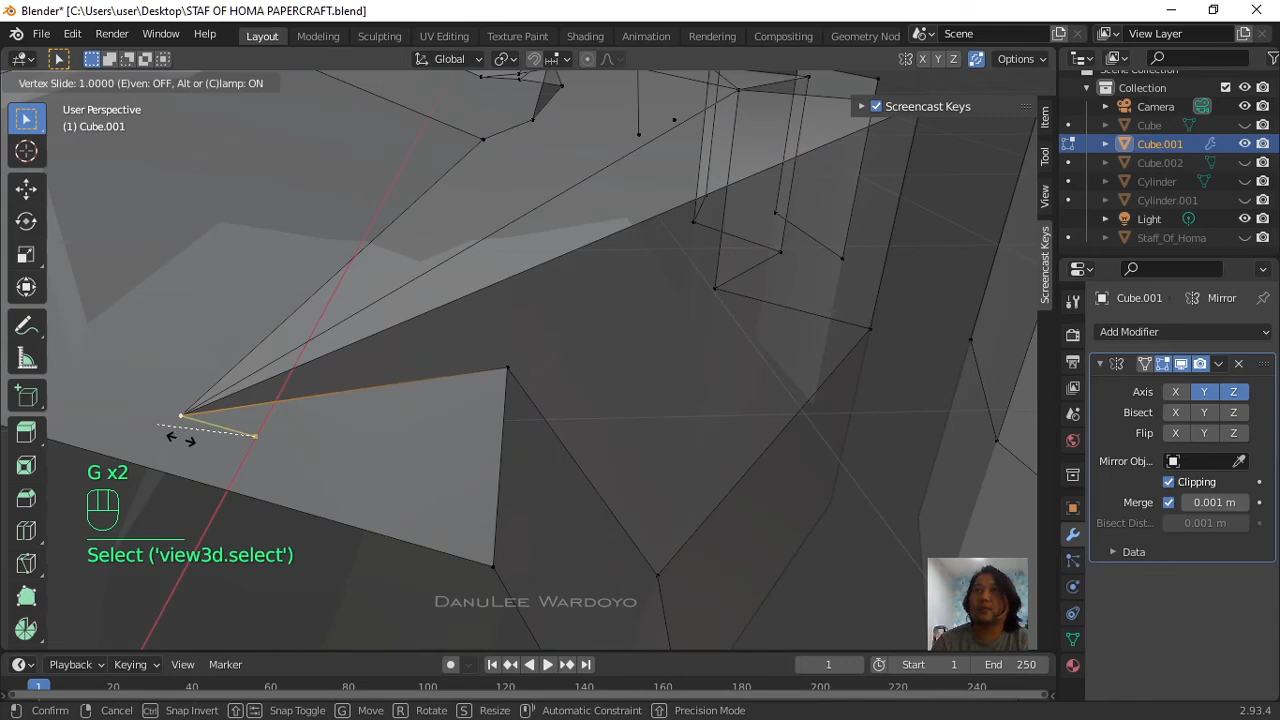 Blender* [C:\Users\user\Desktop\STAF OF HOMA PAPERCRAFT.blend]
File Edit Render Window Help Layout Modeling Sculpting UV Editing Texture Paint Shading Animation Rendering Compositing Geometry Nod Scene View Layer
Global X Y Z Options
Vertex Slide: 1.0000 (E)ven: OFF, Alt or (C)lamp: ON
User Perspective
(1) Cube.001
Screencast Keys
Item
Tool
View
Screencast Keys
Scene Collection
Collection
Camera
Cube
Cube.001
Cube.002
Cylinder
Cylinder.001
Light
Staff_Of_Homa
Cube.001 Mirror
Add Modifier
Axis X Y Z
Bisect X Y Z
Flip X Y Z
Mirror Obj...
Clipping
Merge 0.001 m
Bisect Dist... 0.001 m
Data
G x2
Select ('view3d.select')
DanuLee Wardoyo
Playback Keying View Marker 1 Start 1 End 250
1 20 40 60 80 100 120 140 160 180 200 220 240
Confirm Cancel Ctrl Snap Invert Snap Toggle G Move R Rotate S Resize Automatic Constraint Precision Mode 2.93.4